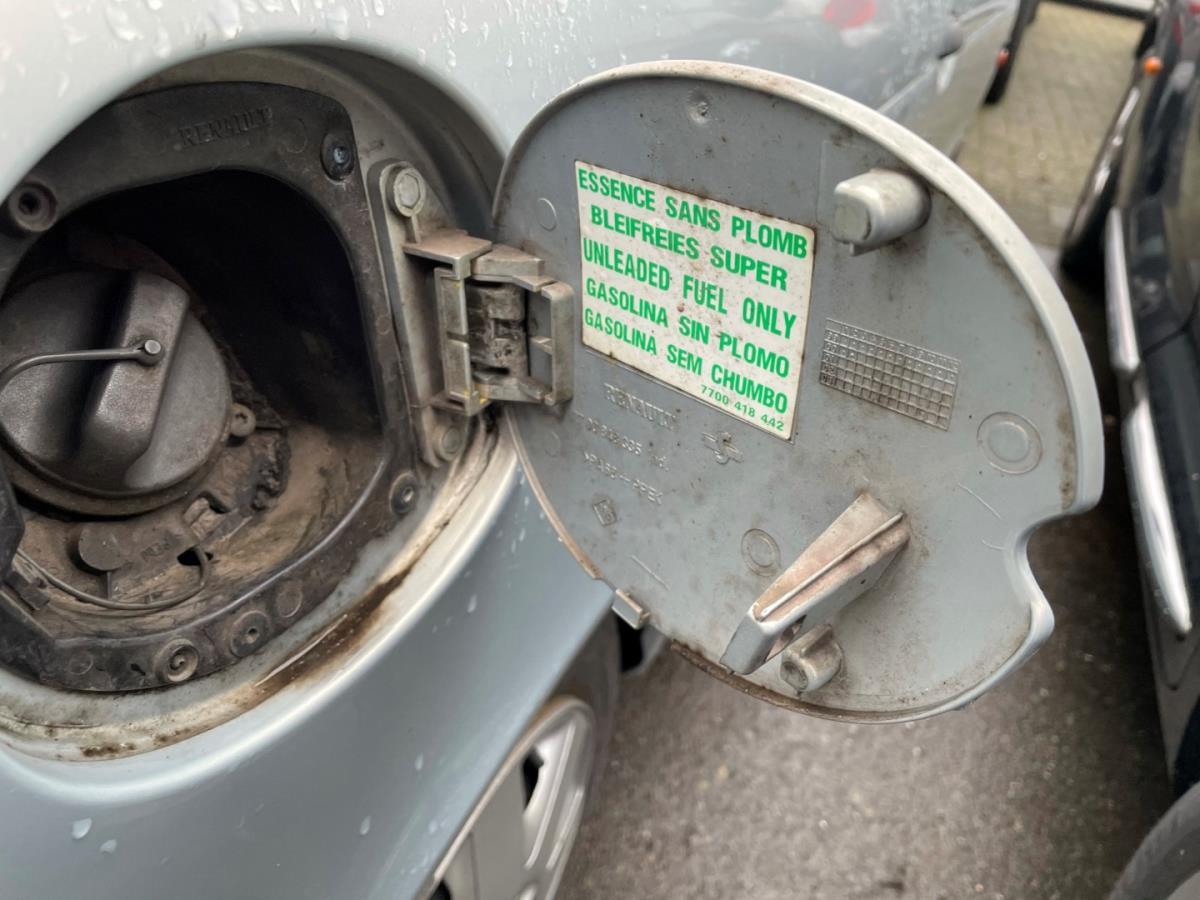 RENAULT
ESSENCE SANS PLOMB
BLEIFREIES SUPER
UNLEADED FUEL ONLY
GASOLINA SIN PLOMO
GASOLINA SEM CHUMBO
7700 418 442
RENAULT